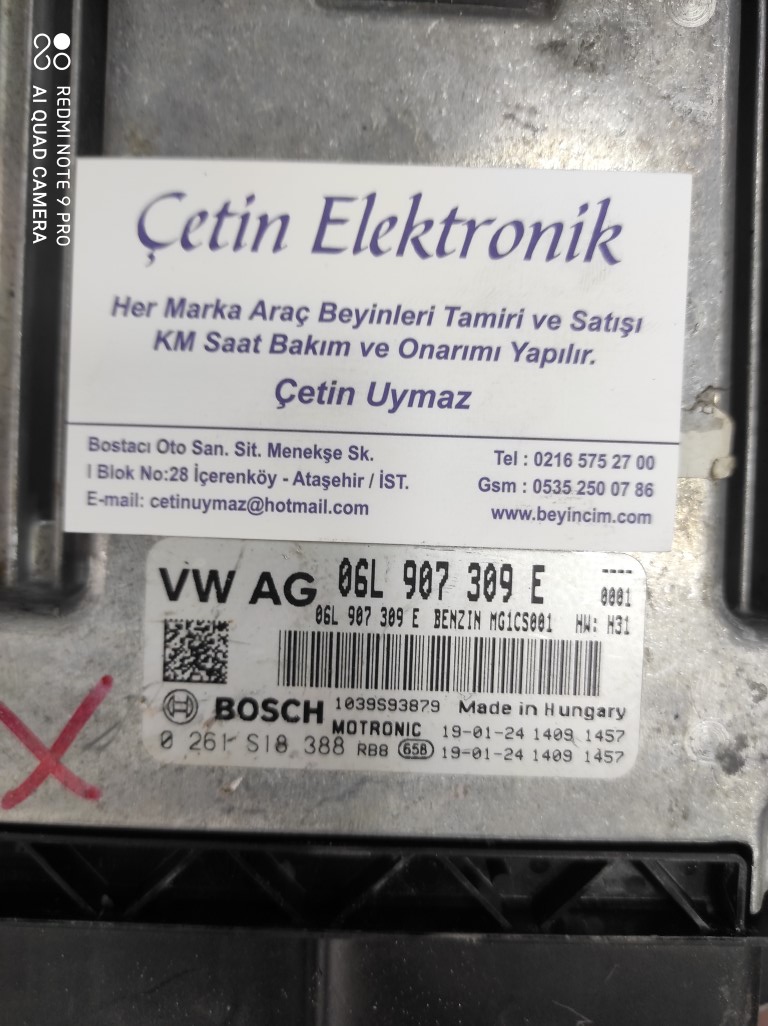 REDMI NOTE 9 PRO
AI QUAD CAMERA
Çetin Elektronik
Her Marka Araç Beyinleri Tamiri ve Satışı
KM Saat Bakım ve Onarımı Yapılır.
Çetin Uymaz
Bostacı Oto San. Sit. Menekşe Sk.
I Blok No:28 İçerenköy - Ataşehir / İST.
E-mail: cetinuymaz@hotmail.com
Tel : 0216 575 27 00
Gsm : 0535 250 07 86
www.beyincim.com
VW AG 06L 907 309 E ----
0001
06L 907 309 E BENZIN MG1CS001 HW: H31
BOSCH 1039S93879 Made in Hungary
MOTRONIC 19-01-24 1409 1457
0 261 S18 388 RB8 658 19-01-24 1409 1457